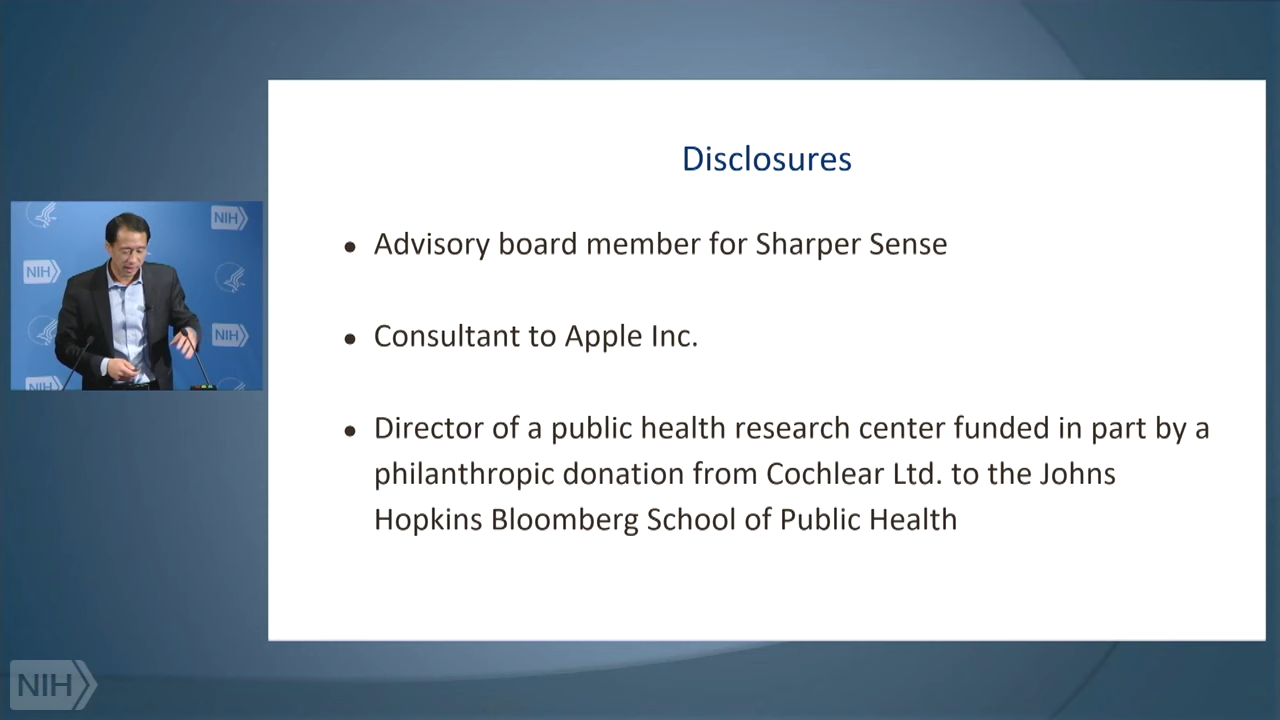 Disclosures
• Advisory board member for Sharper Sense
• Consultant to Apple Inc.
• Director of a public health research center funded in part by a
philanthropic donation from Cochlear Ltd. to the Johns
Hopkins Bloomberg School of Public Health
NIH
NIH
NIH
NIH
NIH